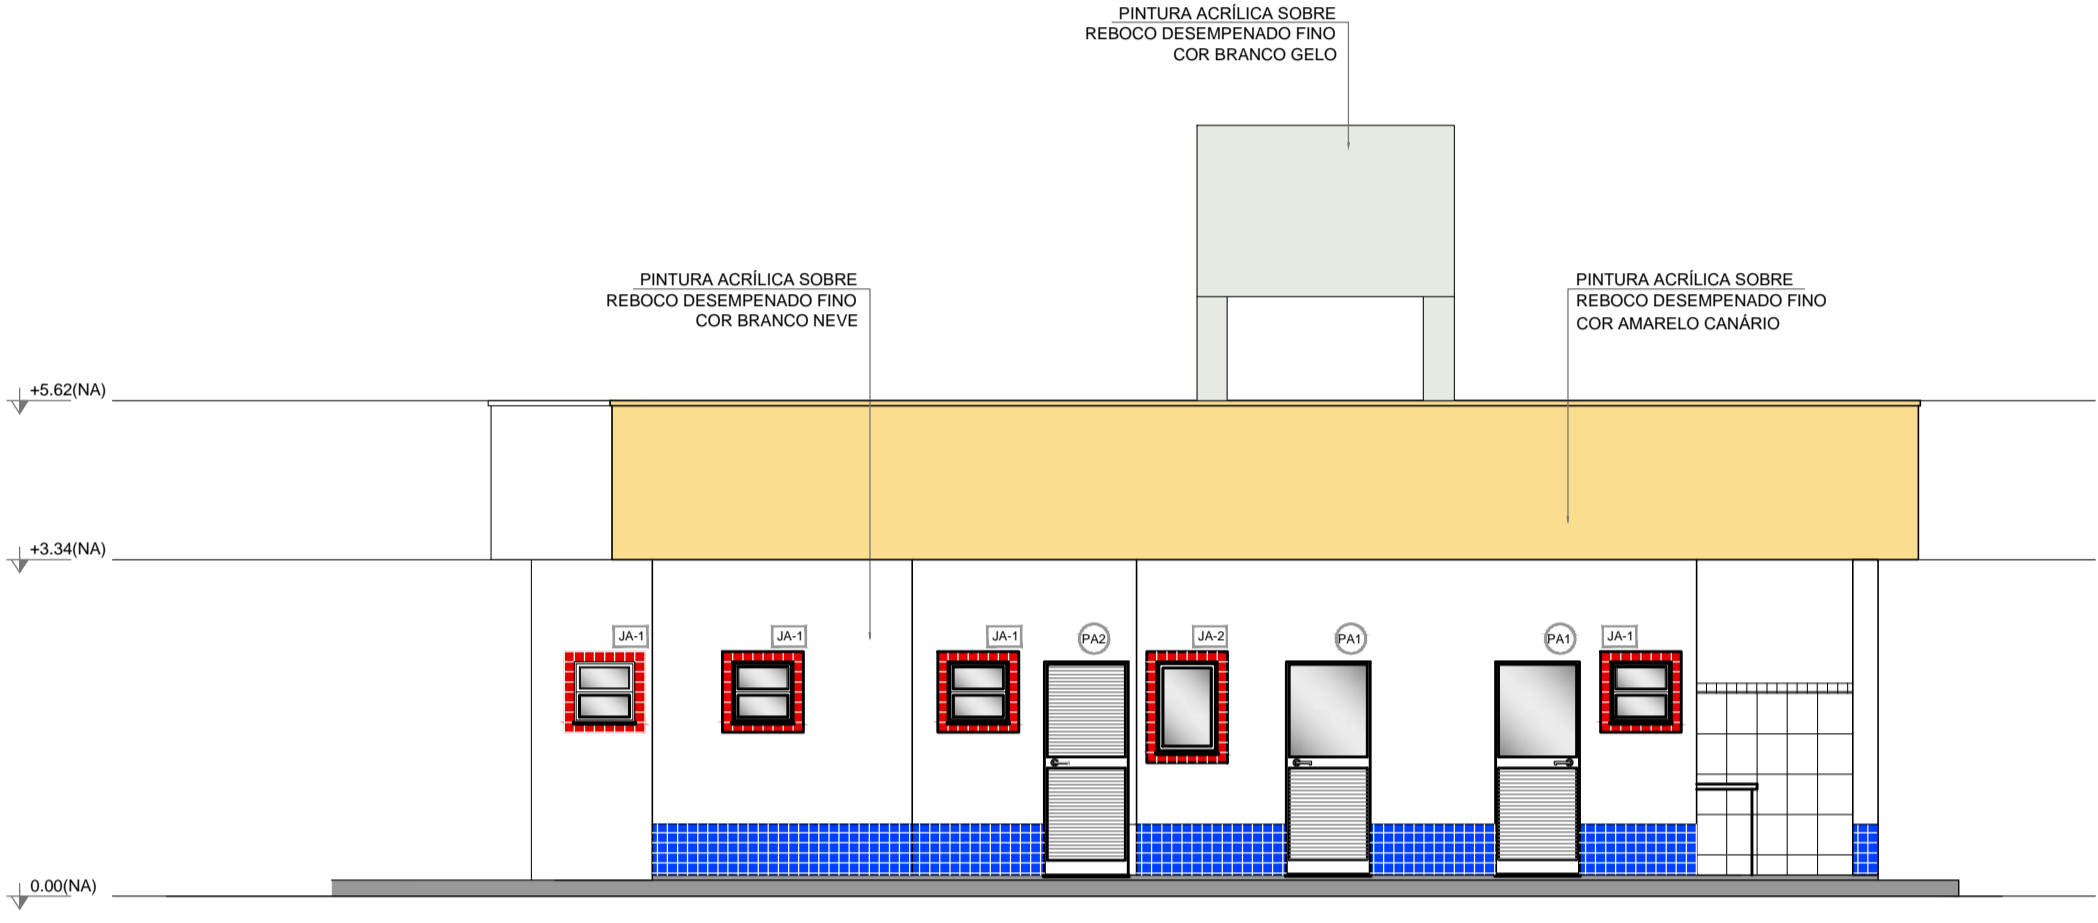 PINTURA ACRÍLICA SOBRE
REBOCO DESEMPENADO FINO
COR BRANCO GELO
PINTURA ACRÍLICA SOBRE
REBOCO DESEMPENADO FINO
COR BRANCO NEVE
PINTURA ACRÍLICA SOBRE
REBOCO DESEMPENADO FINO
COR AMARELO CANÁRIO
+5.62(NA)
+3.34(NA)
JA-1
JA-1
JA-1
PA2
JA-2
PA1
PA1
JA-1
0.00(NA)